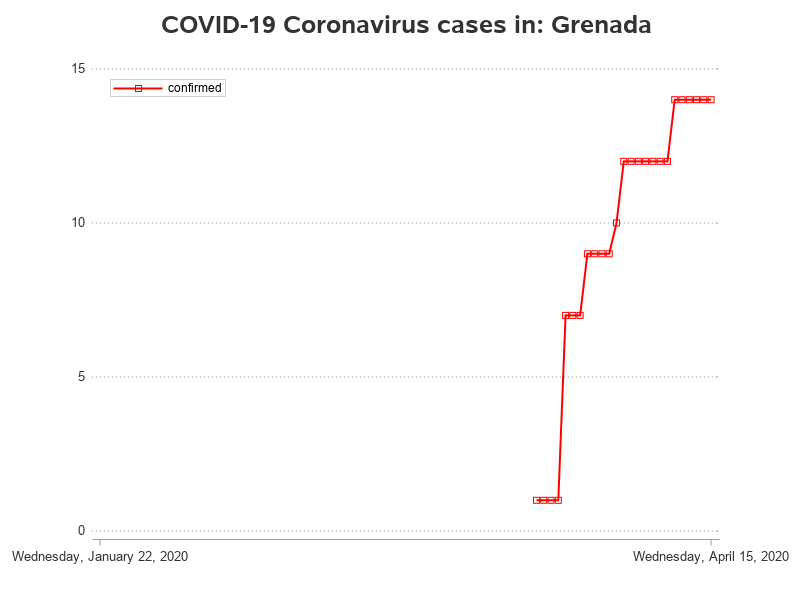 COVID-19 Coronavirus cases in: Grenada
15
confirmed
10
5
0
Wednesday, January 22, 2020 Wednesday, April 15, 2020